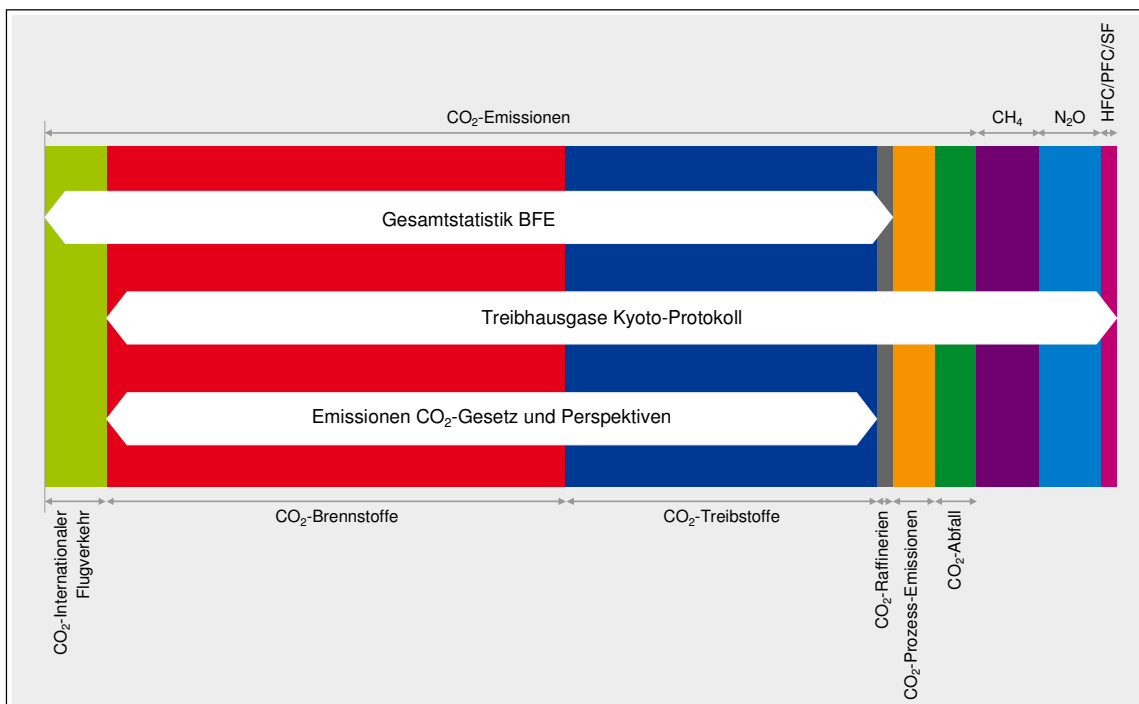 HFC/PFC/SF
CO₂-Emissionen
CH₄
N₂O
Gesamtstatistik BFE
Treibhausgase Kyoto-Protokoll
Emissionen CO₂-Gesetz und Perspektiven
CO₂-Internationaler
Flugverkehr
CO₂-Brennstoffe
CO₂-Treibstoffe
CO₂-Raffinerien
CO₂-Prozess-Emissionen
CO₂-Abfall